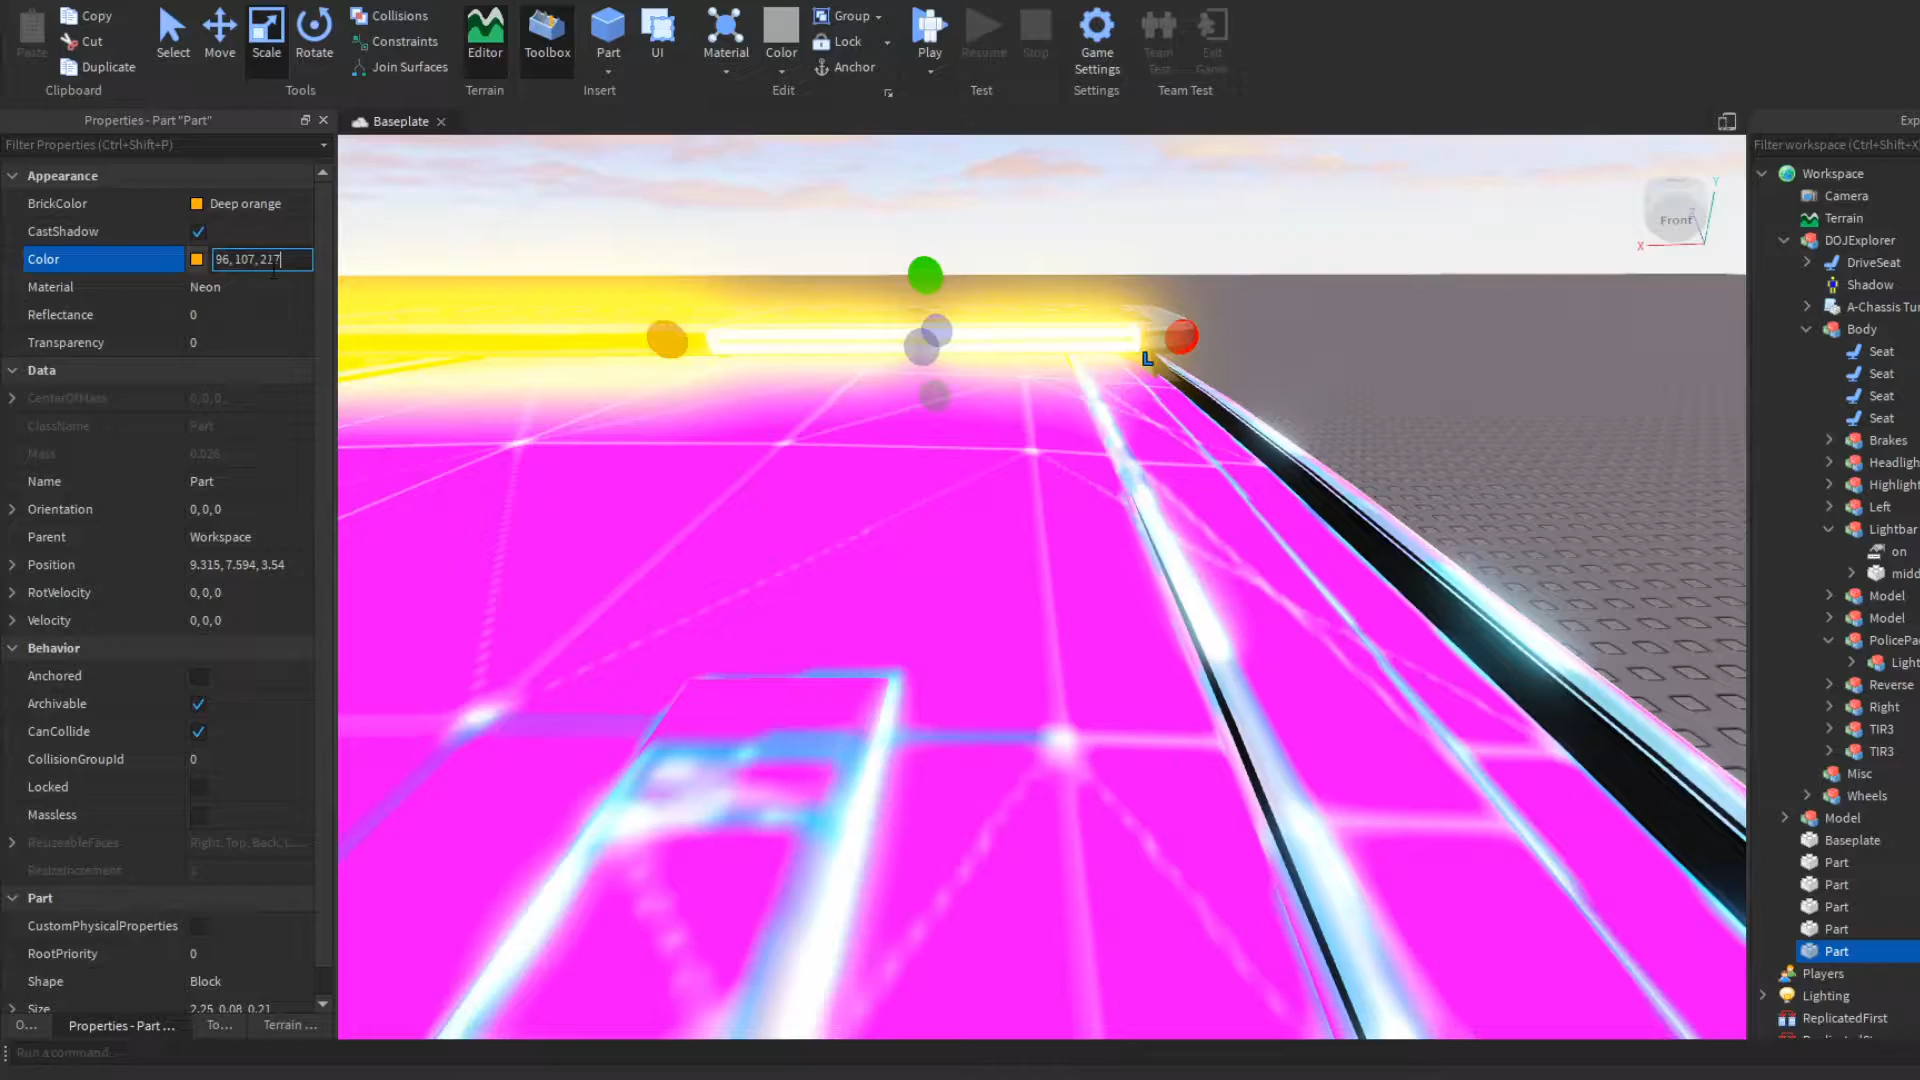 Paste
Copy
Cut
Duplicate
Clipboard
Select
Move
Scale
Rotate
Collisions
Constraints
Join Surfaces
Tools
Editor
Terrain
Toolbox
Part
UI
Insert
Material
Color
Group
Lock
Anchor
Edit
Play
Resume
Stop
Test
Game
Settings
Settings
Team
Test
Exit
Game
Team Test
Properties - Part "Part"
Filter Properties (Ctrl+Shift+P)
Appearance
BrickColor Deep orange
CastShadow
Color 96, 107, 217
Material Neon
Reflectance 0
Transparency 0
Data
CenterOfMass 0,0,0
ClassName Part
Mass 0.026
Name Part
Orientation 0, 0, 0
Parent Workspace
Position 9.315, 7.594, 3.54
RotVelocity 0, 0, 0
Velocity 0, 0, 0
Behavior
Anchored
Archivable
CanCollide
CollisionGroupId 0
Locked
Massless
ResizeableFaces Right, Top, Back,
ResizeIncrement
Part
CustomPhysicalProperties
RootPriority 0
Shape Block
Size 2.25, 0.08, 0.21
O...
Properties - Part ...
To...
Terrain ...
Run a command
Baseplate
Front
X
Y
Z
L
Exp
Filter workspace (Ctrl+Shift+X
Workspace
Camera
Terrain
DOJExplorer
DriveSeat
Shadow
A-Chassis Tu
Body
Seat
Seat
Seat
Seat
Brakes
Headligh
Highlight
Left
Lightbar
on
midd
Model
Model
PolicePa
Light
Reverse
Right
TIR3
TIR3
Misc
Wheels
Model
Baseplate
Part
Part
Part
Part
Part
Players
Lighting
ReplicatedFirst